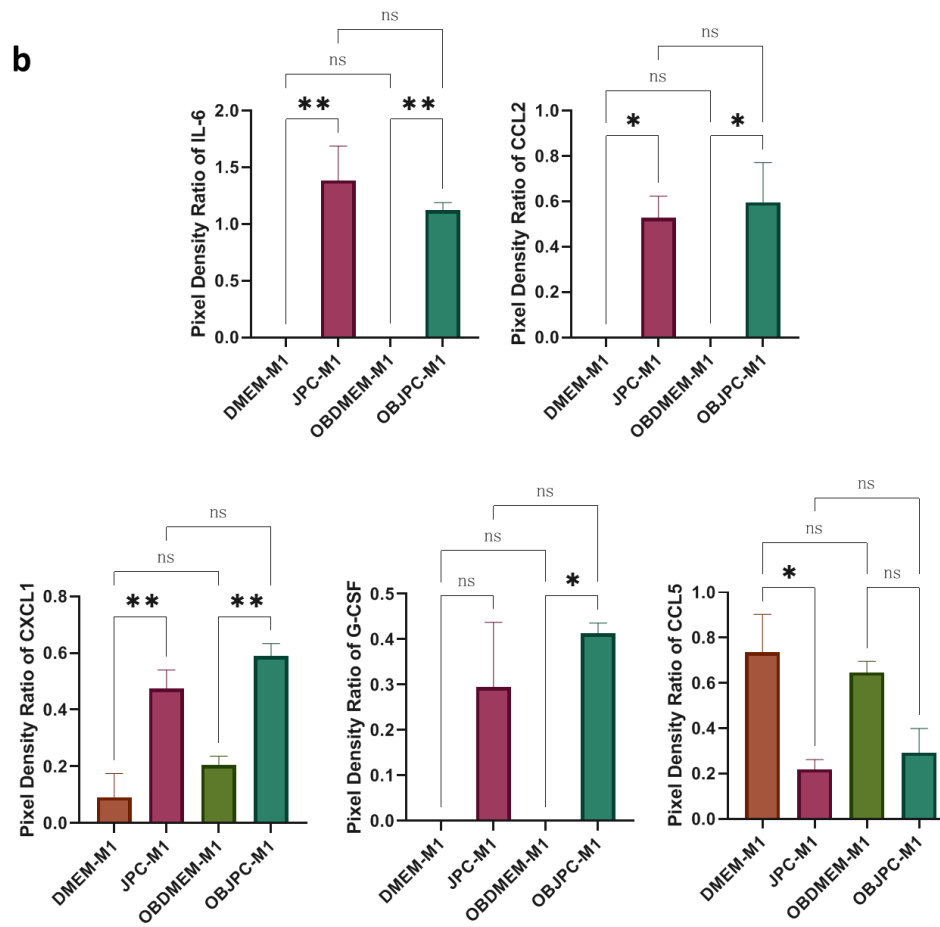 b
ns
ns
** **
Pixel Density Ratio of IL-6
2.0
1.5
1.0
0.5
0.0
DMEM-M1
JPC-M1
OBDMEM-M1
OBJPC-M1
ns
ns
* *
Pixel Density Ratio of CCL2
1.0
0.8
0.6
0.4
0.2
0.0
DMEM-M1
JPC-M1
OBDMEM-M1
OBJPC-M1
ns
ns
** **
Pixel Density Ratio of CXCL1
0.8
0.6
0.4
0.2
0.0
DMEM-M1
JPC-M1
OBDMEM-M1
OBJPC-M1
ns
ns
ns *
Pixel Density Ratio of G-CSF
0.5
0.4
0.3
0.2
0.1
0.0
DMEM-M1
JPC-M1
OBDMEM-M1
OBJPC-M1
ns
ns
* ns
Pixel Density Ratio of CCL5
1.0
0.8
0.6
0.4
0.2
0.0
DMEM-M1
JPC-M1
OBDMEM-M1
OBJPC-M1